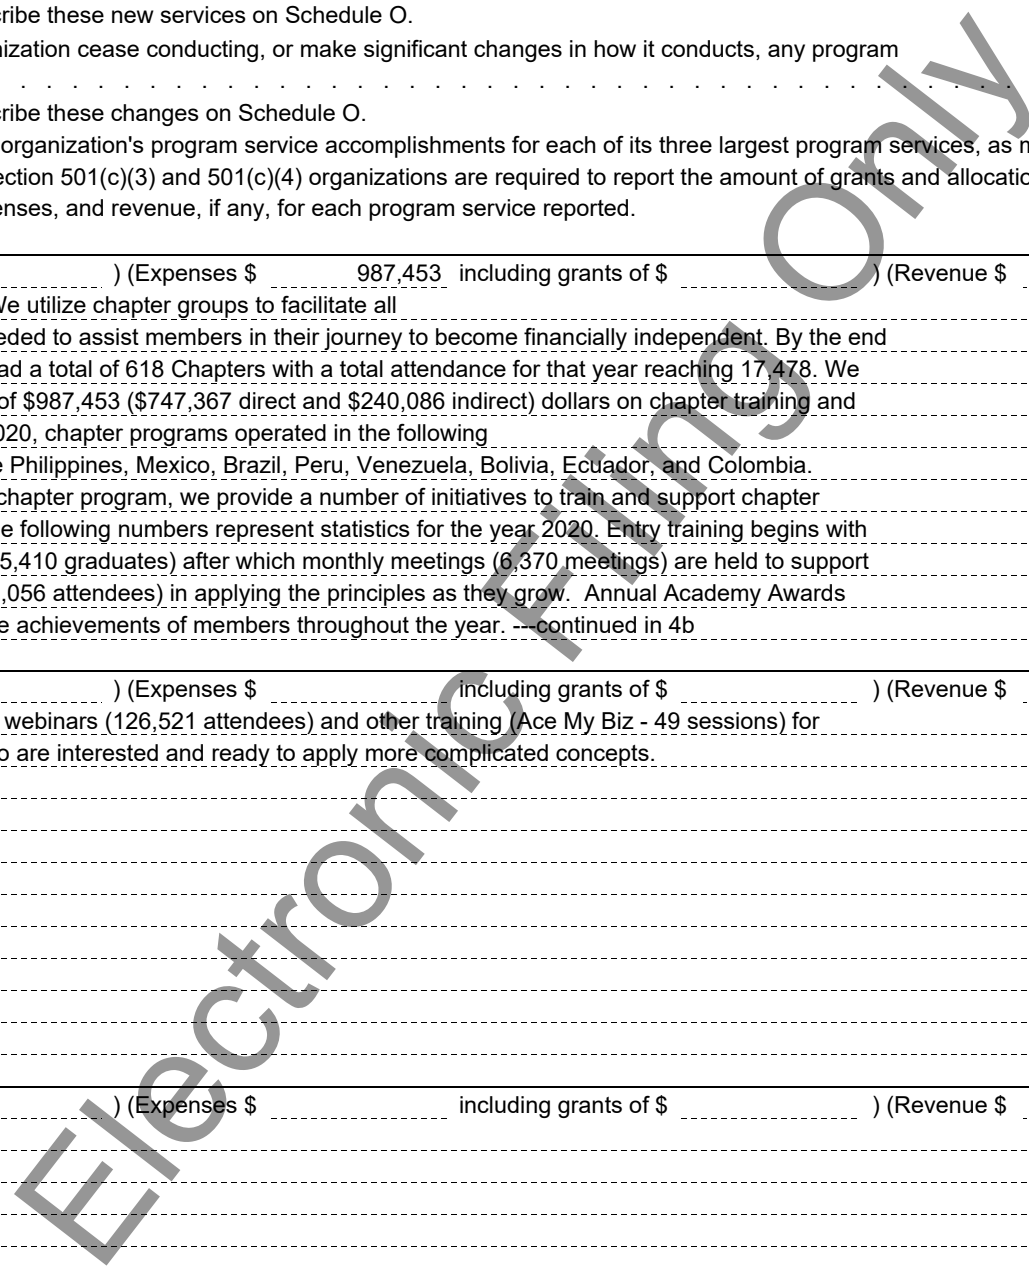 cribe these new services on Schedule O.
nization cease conducting, or make significant changes in how it conducts, any program
. . . . . . . . . . . . . . . . . . . . . . . . . . . . . . . . . . . . . . .
cribe these changes on Schedule O.
organization's program service accomplishments for each of its three largest program services, as m
ection 501(c)(3) and 501(c)(4) organizations are required to report the amount of grants and allocatio
enses, and revenue, if any, for each program service reported.
) (Expenses $ 987,453 including grants of $ ) (Revenue $
We utilize chapter groups to facilitate all
eded to assist members in their journey to become financially independent. By the end
ad a total of 618 Chapters with a total attendance for that year reaching 17,478. We
of $987,453 ($747,367 direct and $240,086 indirect) dollars on chapter training and
020, chapter programs operated in the following
e Philippines, Mexico, Brazil, Peru, Venezuela, Bolivia, Ecuador, and Colombia.
chapter program, we provide a number of initiatives to train and support chapter
e following numbers represent statistics for the year 2020. Entry training begins with
5,410 graduates) after which monthly meetings (6,370 meetings) are held to support
,056 attendees) in applying the principles as they grow. Annual Academy Awards
e achievements of members throughout the year. ---continued in 4b
) (Expenses $ including grants of $ ) (Revenue $
webinars (126,521 attendees) and other training (Ace My Biz - 49 sessions) for
o are interested and ready to apply more complicated concepts.
) (Expenses $ including grants of $ ) (Revenue $
Electronic Filing Only